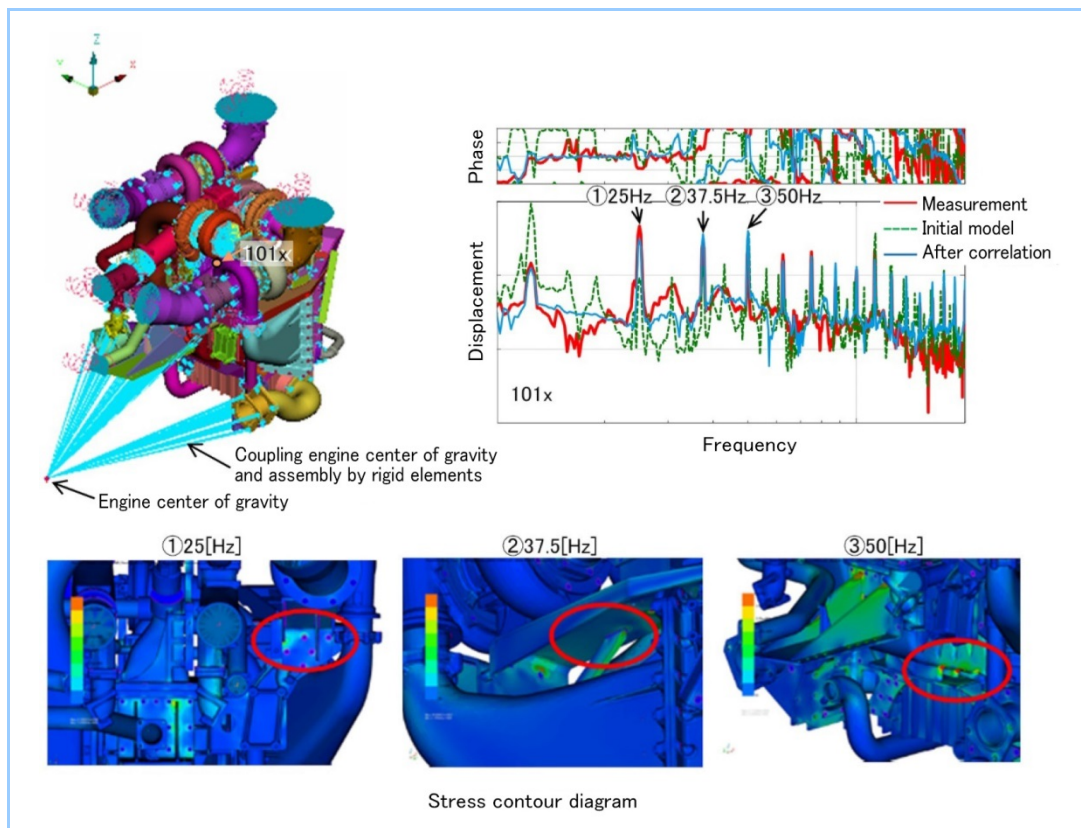 Z
Y
X
101x
Coupling engine center of gravity
and assembly by rigid elements
Engine center of gravity
Phase
①25Hz
②37.5Hz
③50Hz
Measurement
Initial model
After correlation
Displacement
101x
Frequency
①25[Hz]
②37.5[Hz]
③50[Hz]
Stress contour diagram